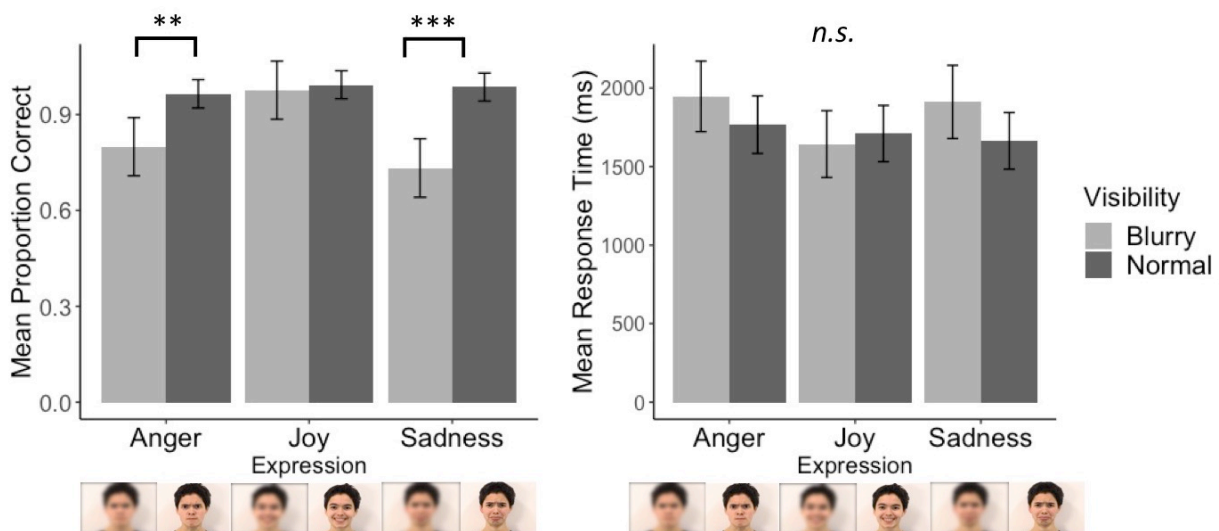 **
***
Mean Proportion Correct
0.9
0.6
0.3
0.0
Anger Joy Sadness
Expression
n.s.
Mean Response Time (ms)
2000
1500
1000
500
0
Anger Joy Sadness
Expression
Visibility
Blurry
Normal